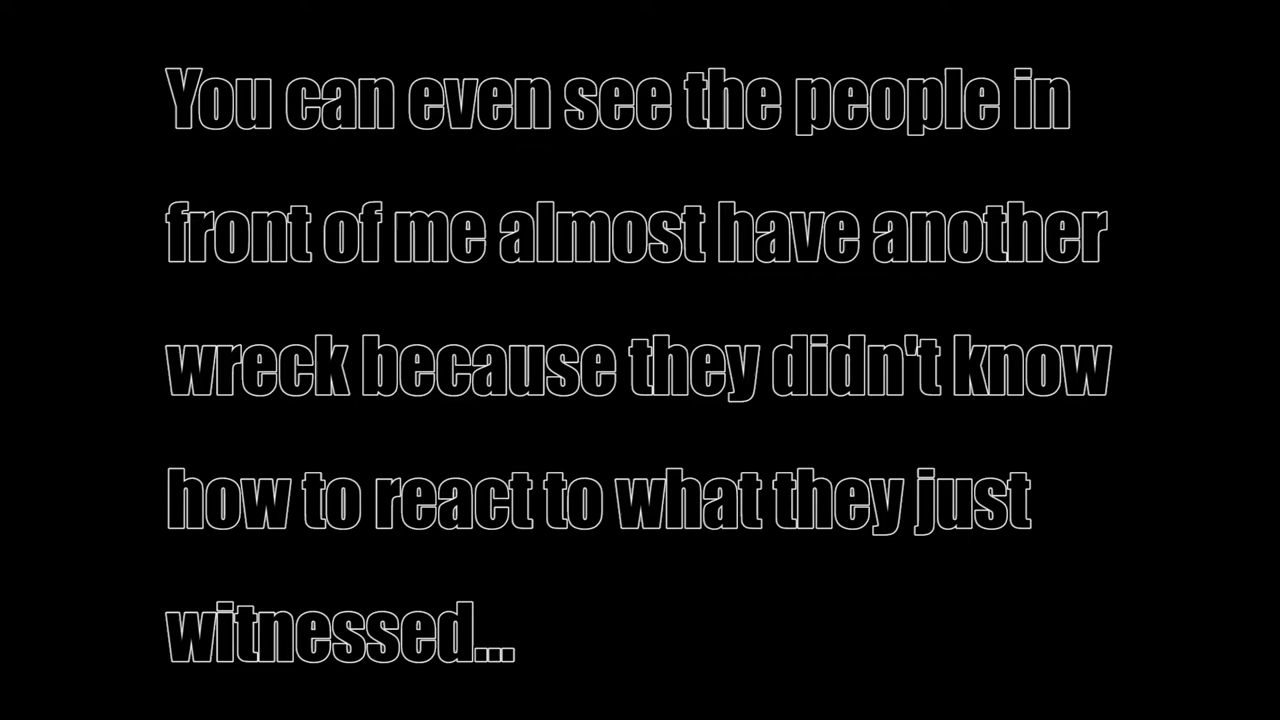 You can even see the people in
front of me almost have another
wreck because they didn't know
how to react to what they just
witnessed...